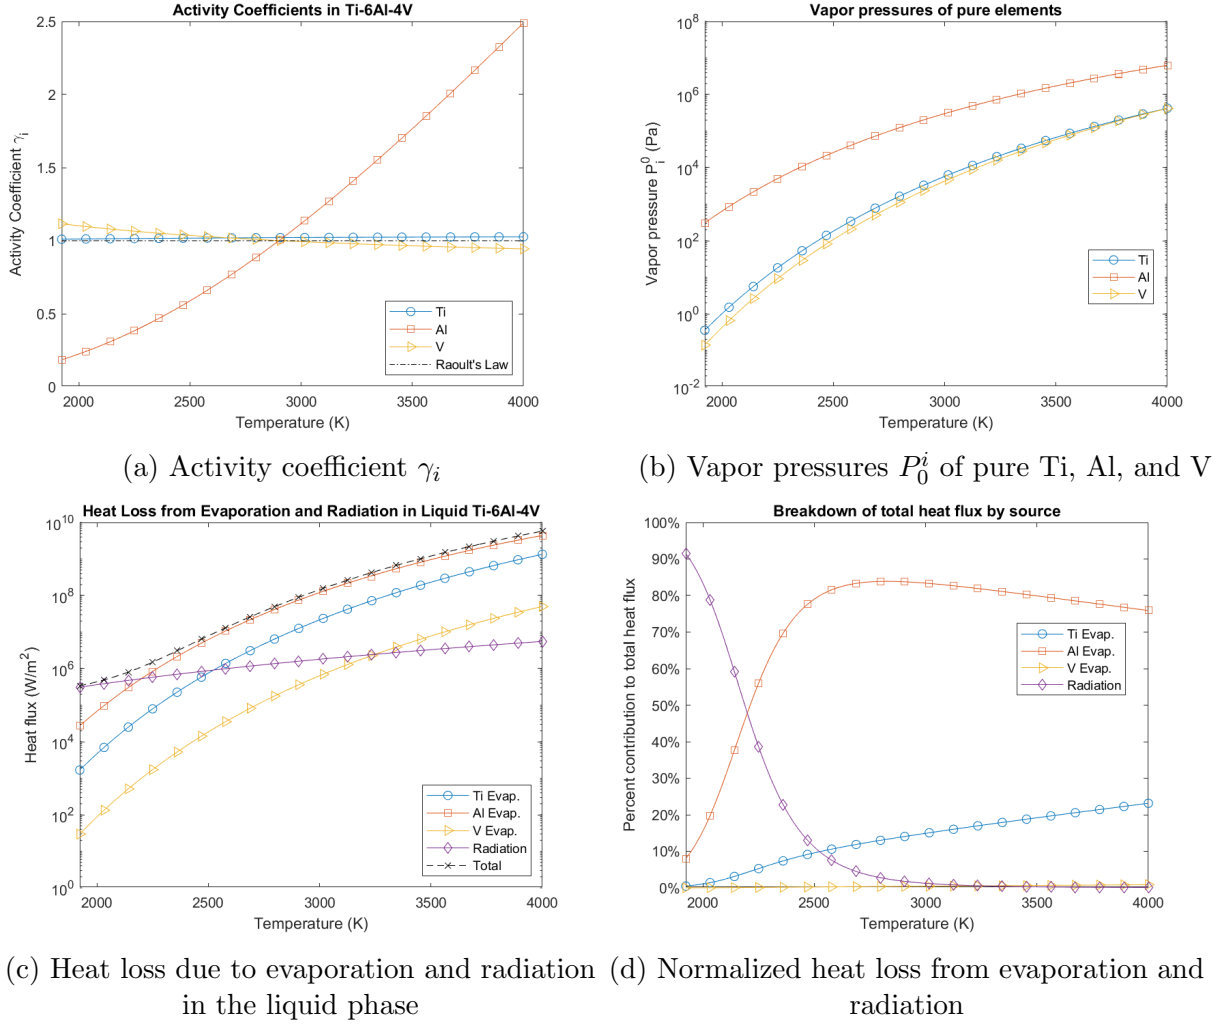 Activity Coefficients in Ti-6Al-4V
2.5
2
1.5
1
0.5
0
Activity Coefficient γi
2000
2500
3000
3500
4000
Temperature (K)
Ti
Al
V
Raoult's Law
(a) Activity coefficient γi
Vapor pressures of pure elements
10^8
10^6
10^4
10^2
10^0
10^-2
Vapor pressure P_i^0 (Pa)
2000
2500
3000
3500
4000
Temperature (K)
Ti
Al
V
(b) Vapor pressures P_0^i of pure Ti, Al, and V
Heat Loss from Evaporation and Radiation in Liquid Ti-6Al-4V
10^10
10^8
10^6
10^4
10^2
10^0
Heat flux (W/m^2)
2000
2500
3000
3500
4000
Temperature (K)
Ti Evap.
Al Evap.
V Evap.
Radiation
Total
(c) Heat loss due to evaporation and radiation
in the liquid phase
Breakdown of total heat flux by source
100%
90%
80%
70%
60%
50%
40%
30%
20%
10%
0%
Percent contribution to total heat flux
2000
2500
3000
3500
4000
Temperature (K)
Ti Evap.
Al Evap.
V Evap.
Radiation
(d) Normalized heat loss from evaporation and
radiation